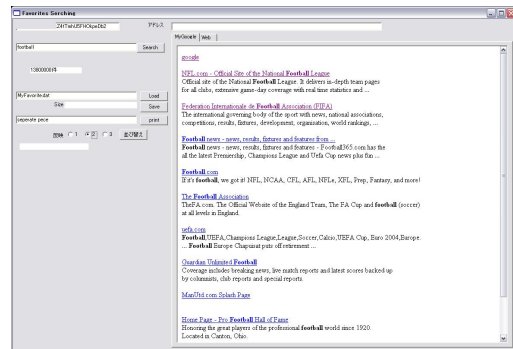 Favorites Serching
アドレス
football
Search
13800000件
MyFavorite.dat
Load
Size
Save
seperate pece
print
1 2 3
並び替え
MyGoogle
Web
google
NFL.com - Official Site of the National Football League
Official site of the National Football League. It delivers in-depth team pages
for all clubs, extensive game-day coverage with real time statistics and ...
Federation Internationale de Football Association (FIFA)
The international governing body of the sport with news, national associations,
competitions, results, fixtures, development, organisation, world rankings, ...
Football news - news, results, fixtures and features from ...
Football news - news, results, fixtures and features - Football365.com has the
all the latest Premiership, Champions League and Uefa Cup news plus fun ...
Football.com
If it's football, we got it! NFL, NCAA, CFL, AFL, NFLe, XFL, Prep, Fantasy, and more!
The Football Association
TheFA.com. The Official Website of the England Team, The FA Cup and football (soccer)
at all levels in England.
uefa.com
Football,UEFA,Champions League,League,Soccer,Calcio,UEFA Cup, Euro 2004,Europe.
... Football Europe Chapuisat puts off retirement ...
Guardian Unlimited Football
Coverage includes breaking news, live match reports and latest scores backed up
by columnists, club reports and special reports.
ManUtd.com Splash Page
Home Page - Pro Football Hall of Fame
Honoring the great players of the professional football world since 1920.
Located in Canton, Ohio.